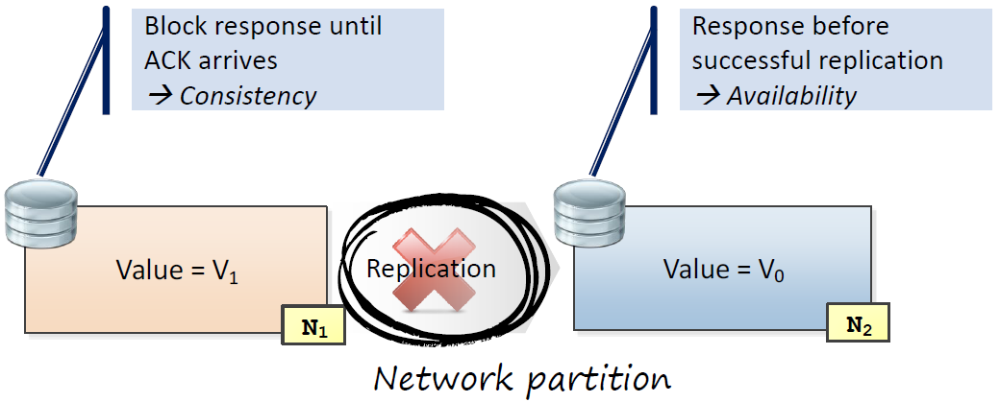 Block response until
ACK arrives
→ Consistency
Response before
successful replication
→ Availability
Value = V₁
Replication
Value = V₀
N₁
N₂
Network partition